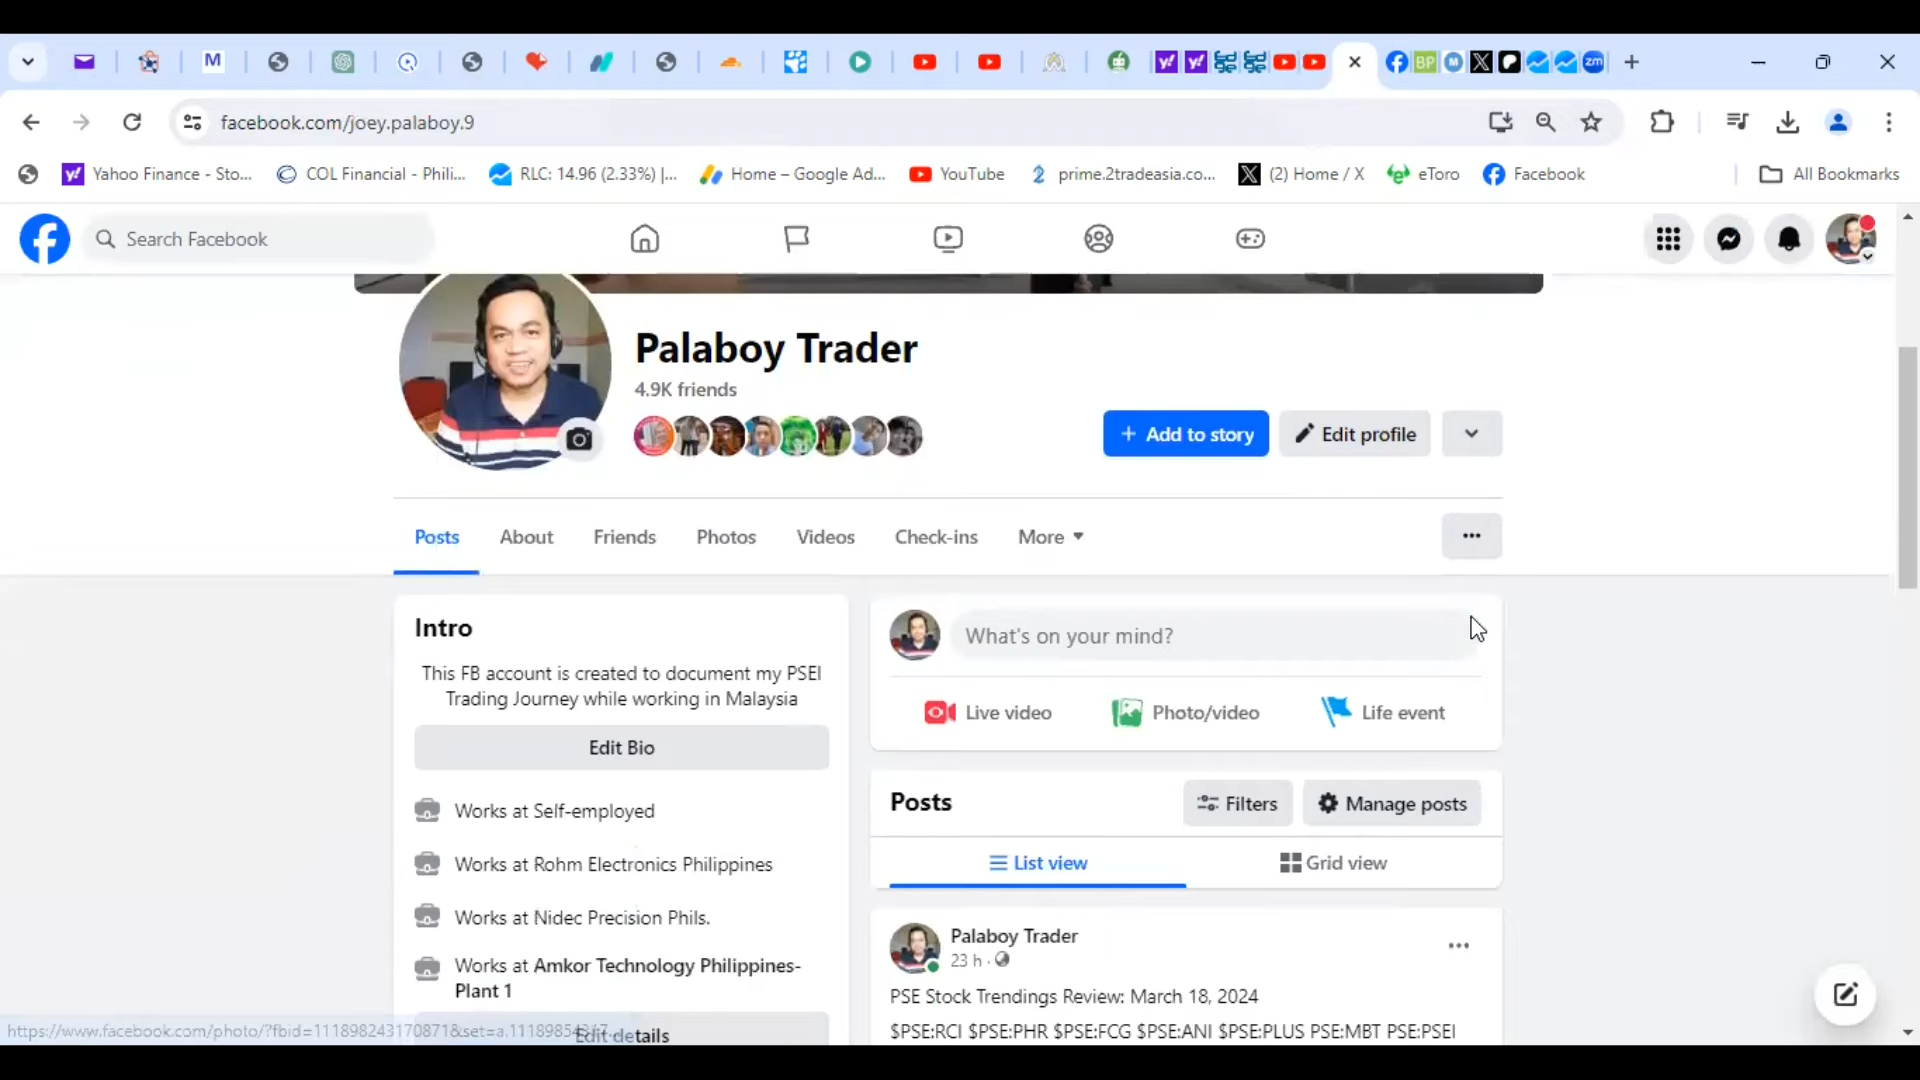 facebook.com/joey.palaboy.9
Yahoo Finance - Sto...
COL Financial - Phili...
RLC: 14.96 (2.33%) |...
Home – Google Ad...
YouTube
prime.2tradeasia.co...
(2) Home / X
eToro
Facebook
All Bookmarks
Search Facebook
Palaboy Trader
4.9K friends
+ Add to story
Edit profile
Posts
About
Friends
Photos
Videos
Check-ins
More
Intro
This FB account is created to document my PSEI
Trading Journey while working in Malaysia
Edit Bio
Works at Self-employed
Works at Rohm Electronics Philippines
Works at Nidec Precision Phils.
Works at Amkor Technology Philippines-
Plant 1
Edit details
What's on your mind?
Live video
Photo/video
Life event
Posts
Filters
Manage posts
List view
Grid view
Palaboy Trader
23 h ·
PSE Stock Trendings Review: March 18, 2024
$PSE:RCI $PSE:PHR $PSE:FCG $PSE:ANI $PSE:PLUS PSE:MBT PSE:PSEI